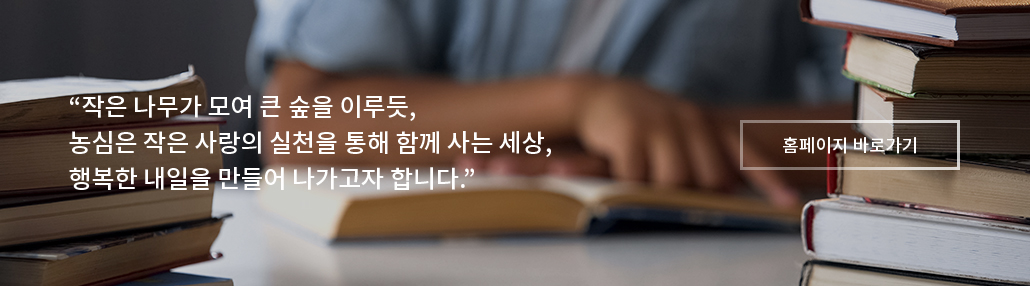 “작은 나무가 모여 큰 숲을 이루듯,
농심은 작은 사랑의 실천을 통해 함께 사는 세상,
행복한 내일을 만들어 나가고자 합니다.”
홈페이지 바로가기